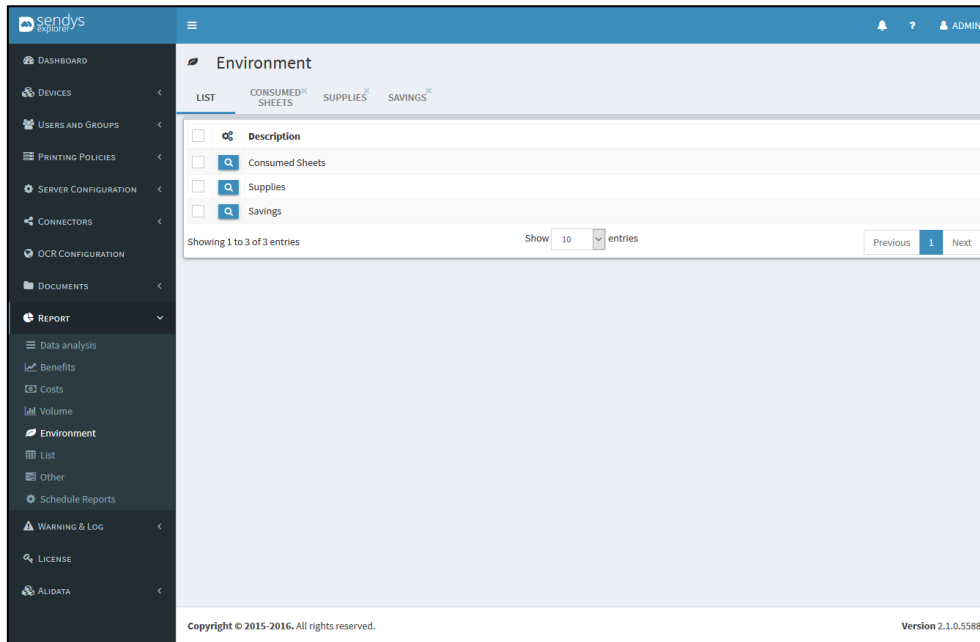 sendys
explorer
? ADMIN
DASHBOARD
DEVICES
USERS AND GROUPS
PRINTING POLICIES
SERVER CONFIGURATION
CONNECTORS
OCR CONFIGURATION
DOCUMENTS
REPORT
Data analysis
Benefits
Costs
Volume
Environment
List
Other
Schedule Reports
WARNING & LOG
LICENSE
ALIDATA
Environment
LIST
CONSUMED
SHEETS
SUPPLIES
SAVINGS
Description
Consumed Sheets
Supplies
Savings
Showing 1 to 3 of 3 entries
Show 10 entries
Previous 1 Next
Copyright © 2015-2016. All rights reserved.
Version 2.1.0.5588